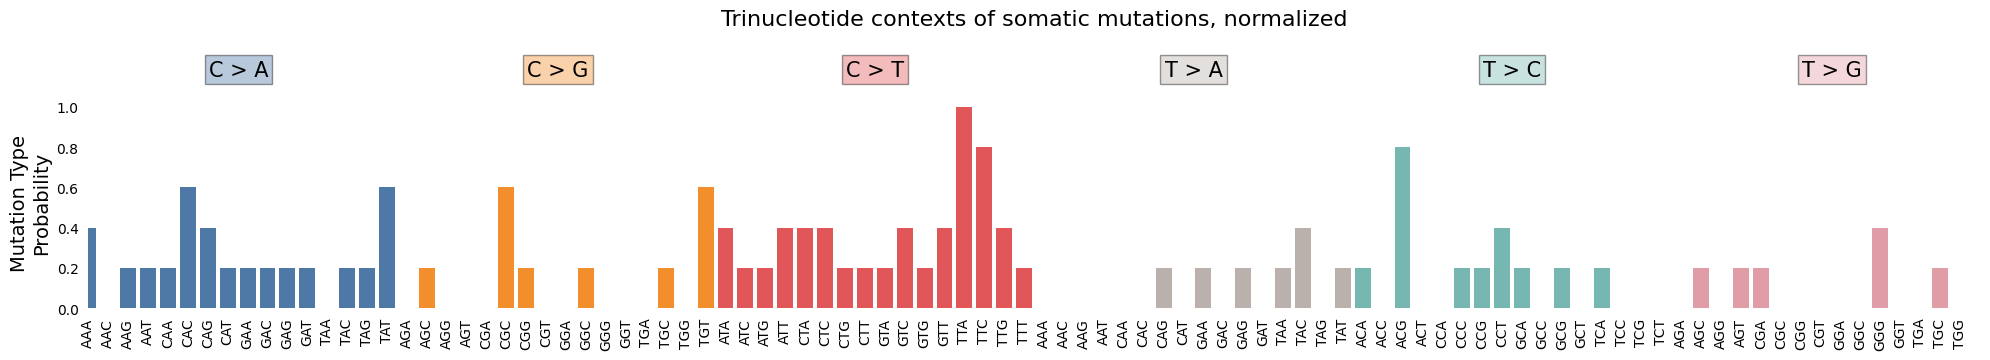 Trinucleotide contexts of somatic mutations, normalized
C > A
C > G
C > T
T > A
T > C
T > G
Mutation Type
Probability
1.0
0.8
0.6
0.4
0.2
0.0
AAA
AAC
AAG
AAT
CAA
CAC
CAG
CAT
GAA
GAC
GAG
GAT
TAA
TAC
TAG
TAT
AGA
AGC
AGG
AGT
CGA
CGC
CGG
CGT
GGA
GGC
GGG
GGT
TGA
TGC
TGG
TGT
ATA
ATC
ATG
ATT
CTA
CTC
CTG
CTT
GTA
GTC
GTG
GTT
TTA
TTC
TTG
TTT
AAA
AAC
AAG
AAT
CAA
CAC
CAG
CAT
GAA
GAC
GAG
GAT
TAA
TAC
TAG
TAT
ACA
ACC
ACG
ACT
CCA
CCC
CCG
CCT
GCA
GCC
GCG
GCT
TCA
TCC
TCG
TCT
AGA
AGC
AGG
AGT
CGA
CGC
CGG
CGT
GGA
GGC
GGG
GGT
TGA
TGC
TGG